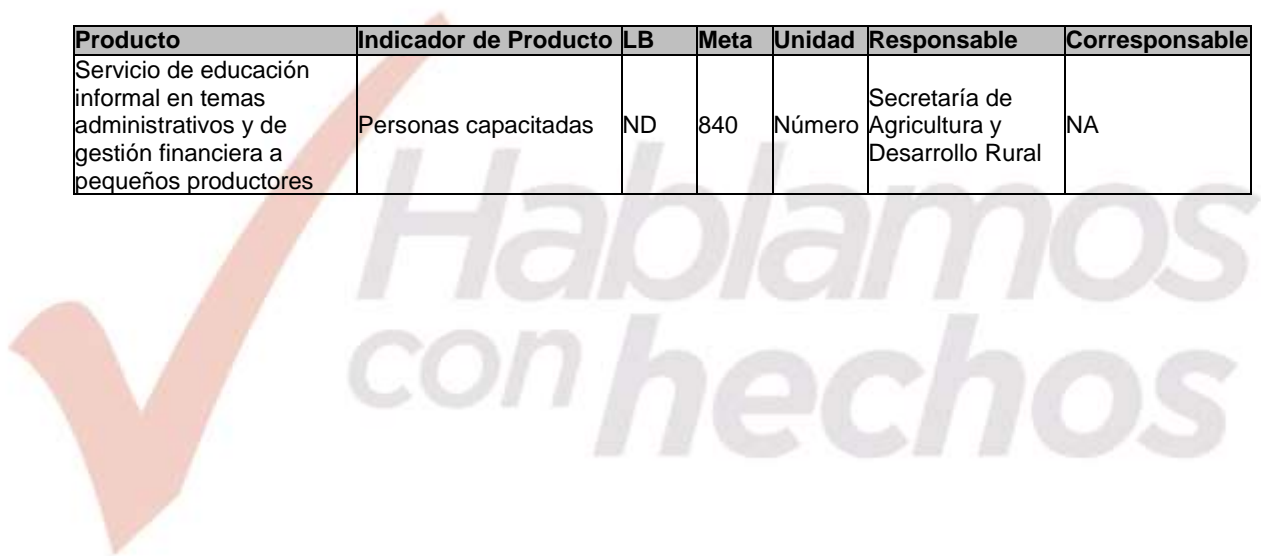 Producto Indicador de Producto LB Meta Unidad Responsable Corresponsable
Servicio de educación
informal en temas
administrativos y de
gestión financiera a
pequeños productores
Personas capacitadas
ND
840
Número
Secretaría de
Agricultura y
Desarrollo Rural
NA
Hablamos
con hechos